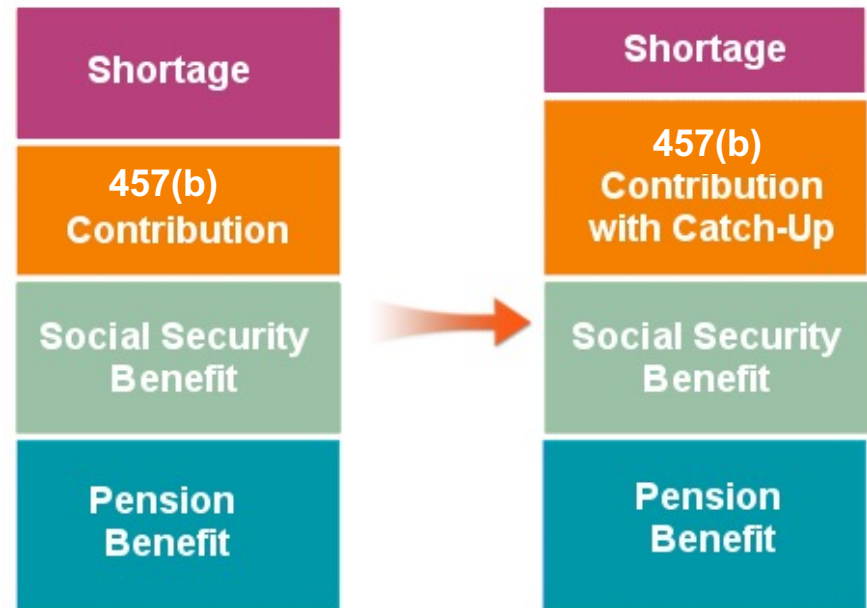 Shortage
457(b)
Contribution
Social Security
Benefit
Pension
Benefit
Shortage
457(b)
Contribution
with Catch-Up
Social Security
Benefit
Pension
Benefit